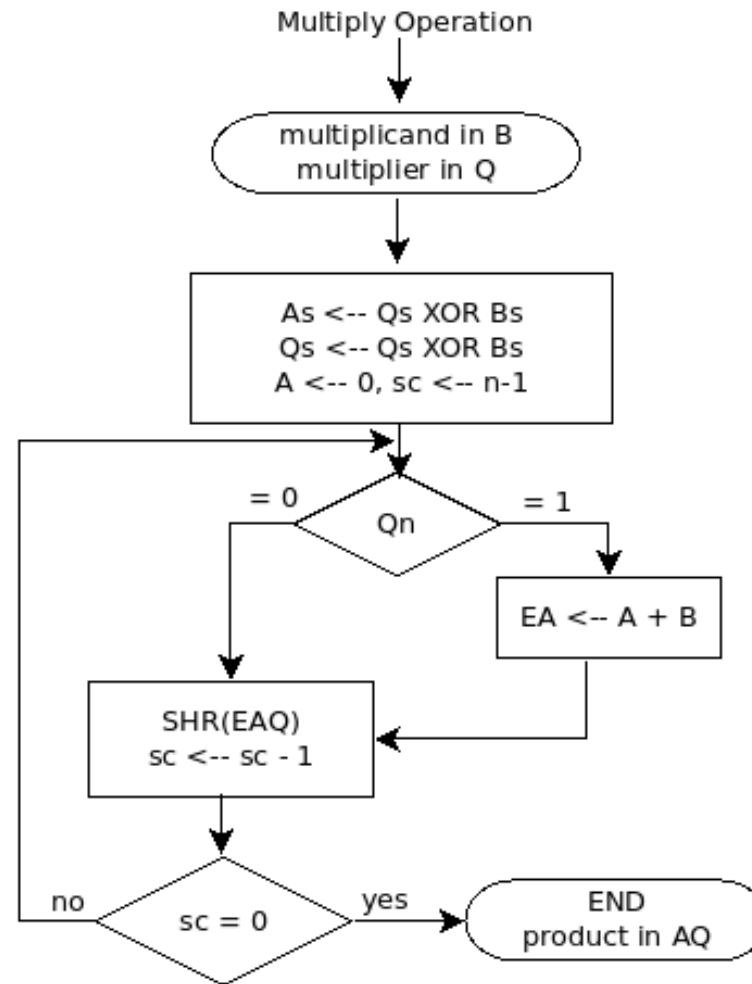 Multiply Operation
multiplicand in B
multiplier in Q
As <-- Qs XOR Bs
Qs <-- Qs XOR Bs
A <-- 0, sc <-- n-1
= 0
Qn
= 1
EA <-- A + B
SHR(EAQ)
sc <-- sc - 1
no
sc = 0
yes
END
product in AQ